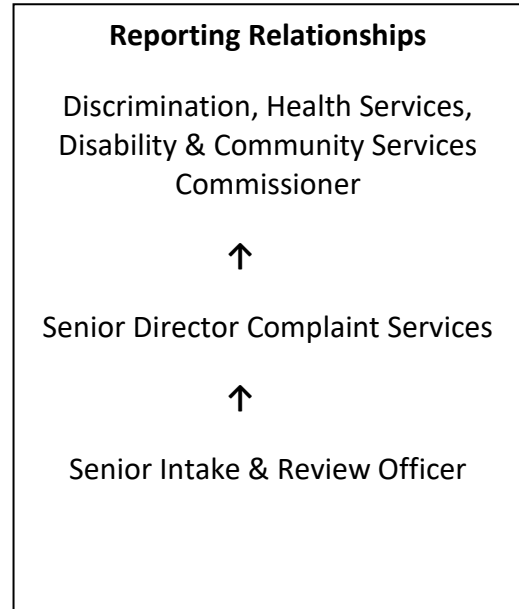 Reporting Relationships
Discrimination, Health Services,
Disability & Community Services
Commissioner
↑
Senior Director Complaint Services
↑
Senior Intake & Review Officer